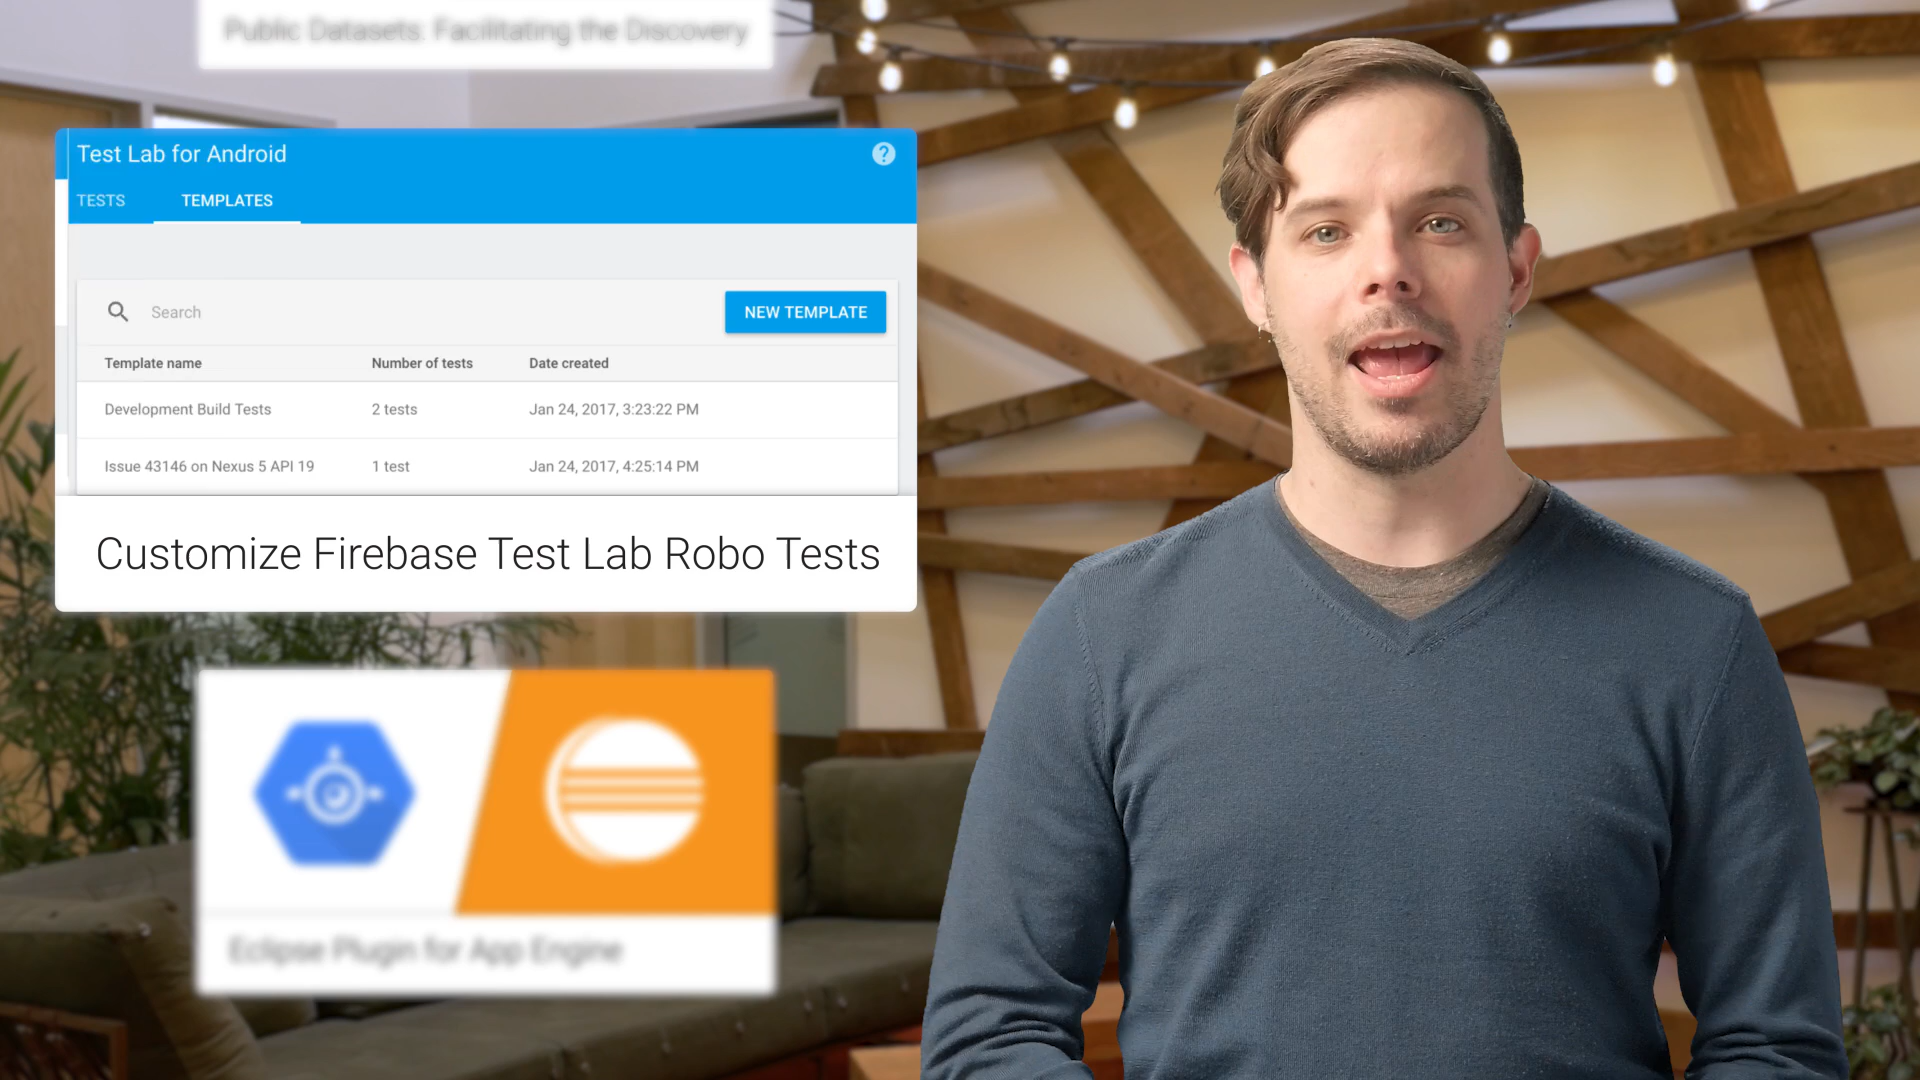 Public Datasets: Facilitating the Discovery
Test Lab for Android
?
TESTS TEMPLATES
Search NEW TEMPLATE
Template name Number of tests Date created
Development Build Tests 2 tests Jan 24, 2017, 3:23:22 PM
Issue 43146 on Nexus 5 API 19 1 test Jan 24, 2017, 4:25:14 PM
Customize Firebase Test Lab Robo Tests
Eclipse Plugin for App Engine